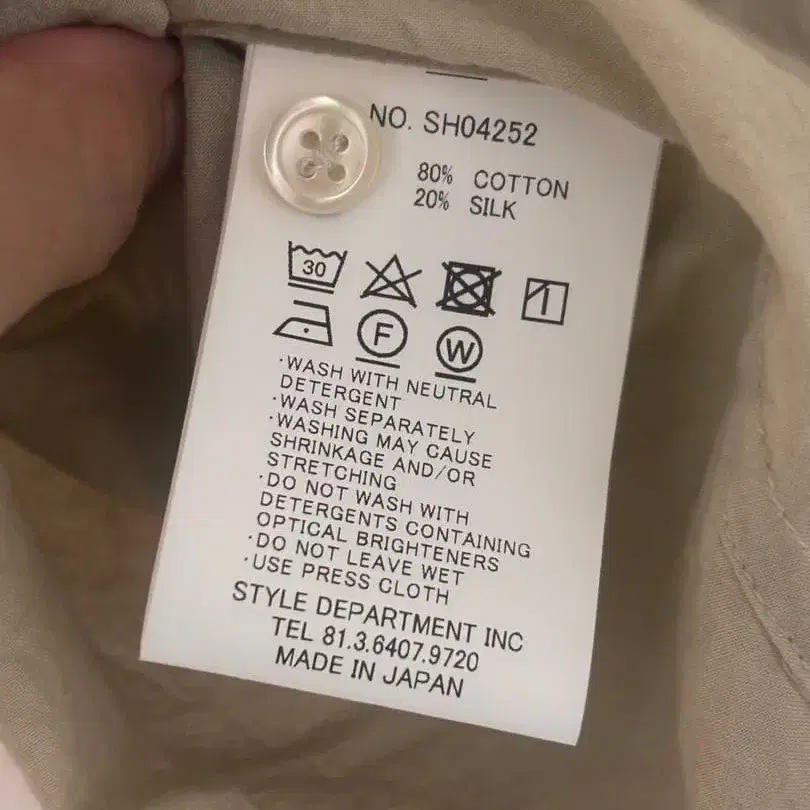 NO. SH04252
80% COTTON
20% SILK
30
F
W
·WASH WITH NEUTRAL
DETERGENT
·WASH SEPARATELY
·WASHING MAY CAUSE
SHRINKAGE AND/OR
STRETCHING
·DO NOT WASH WITH
DETERGENTS CONTAINING
OPTICAL BRIGHTENERS
·DO NOT LEAVE WET
·USE PRESS CLOTH
STYLE DEPARTMENT INC
TEL 81.3.6407.9720
MADE IN JAPAN